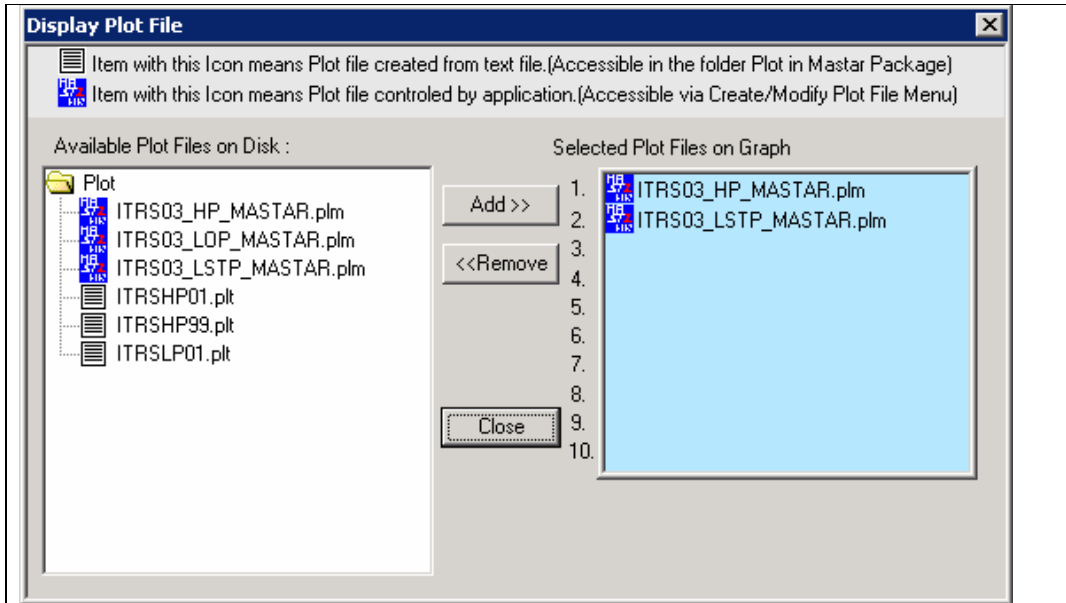 Display Plot File
Item with this Icon means Plot file created from text file.(Accessible in the folder Plot in Mastar Package)
Item with this Icon means Plot file controled by application.(Accessible via Create/Modify Plot File Menu)
Available Plot Files on Disk :
Plot
ITRS03_HP_MASTAR.plm
ITRS03_LOP_MASTAR.plm
ITRS03_LSTP_MASTAR.plm
ITRSHP01.plt
ITRSHP99.plt
ITRSLP01.plt
Add >>
<<Remove
Close
Selected Plot Files on Graph
1. ITRS03_HP_MASTAR.plm
2. ITRS03_LSTP_MASTAR.plm
3.
4.
5.
6.
7.
8.
9.
10.